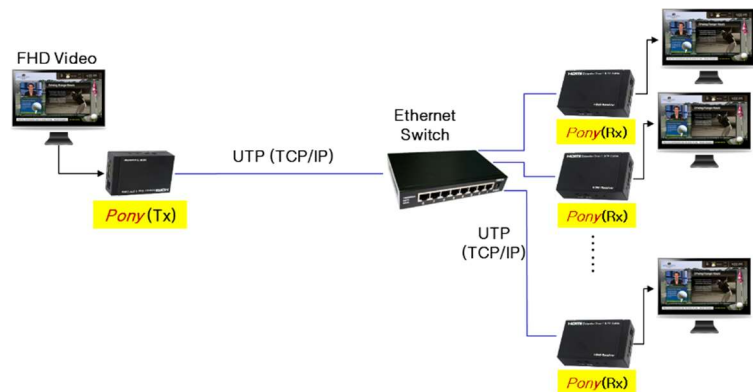 FHD Video
Pony(Tx)
UTP (TCP/IP)
Ethernet
Switch
Pony(Rx)
Pony(Rx)
UTP
(TCP/IP)
Pony(Rx)